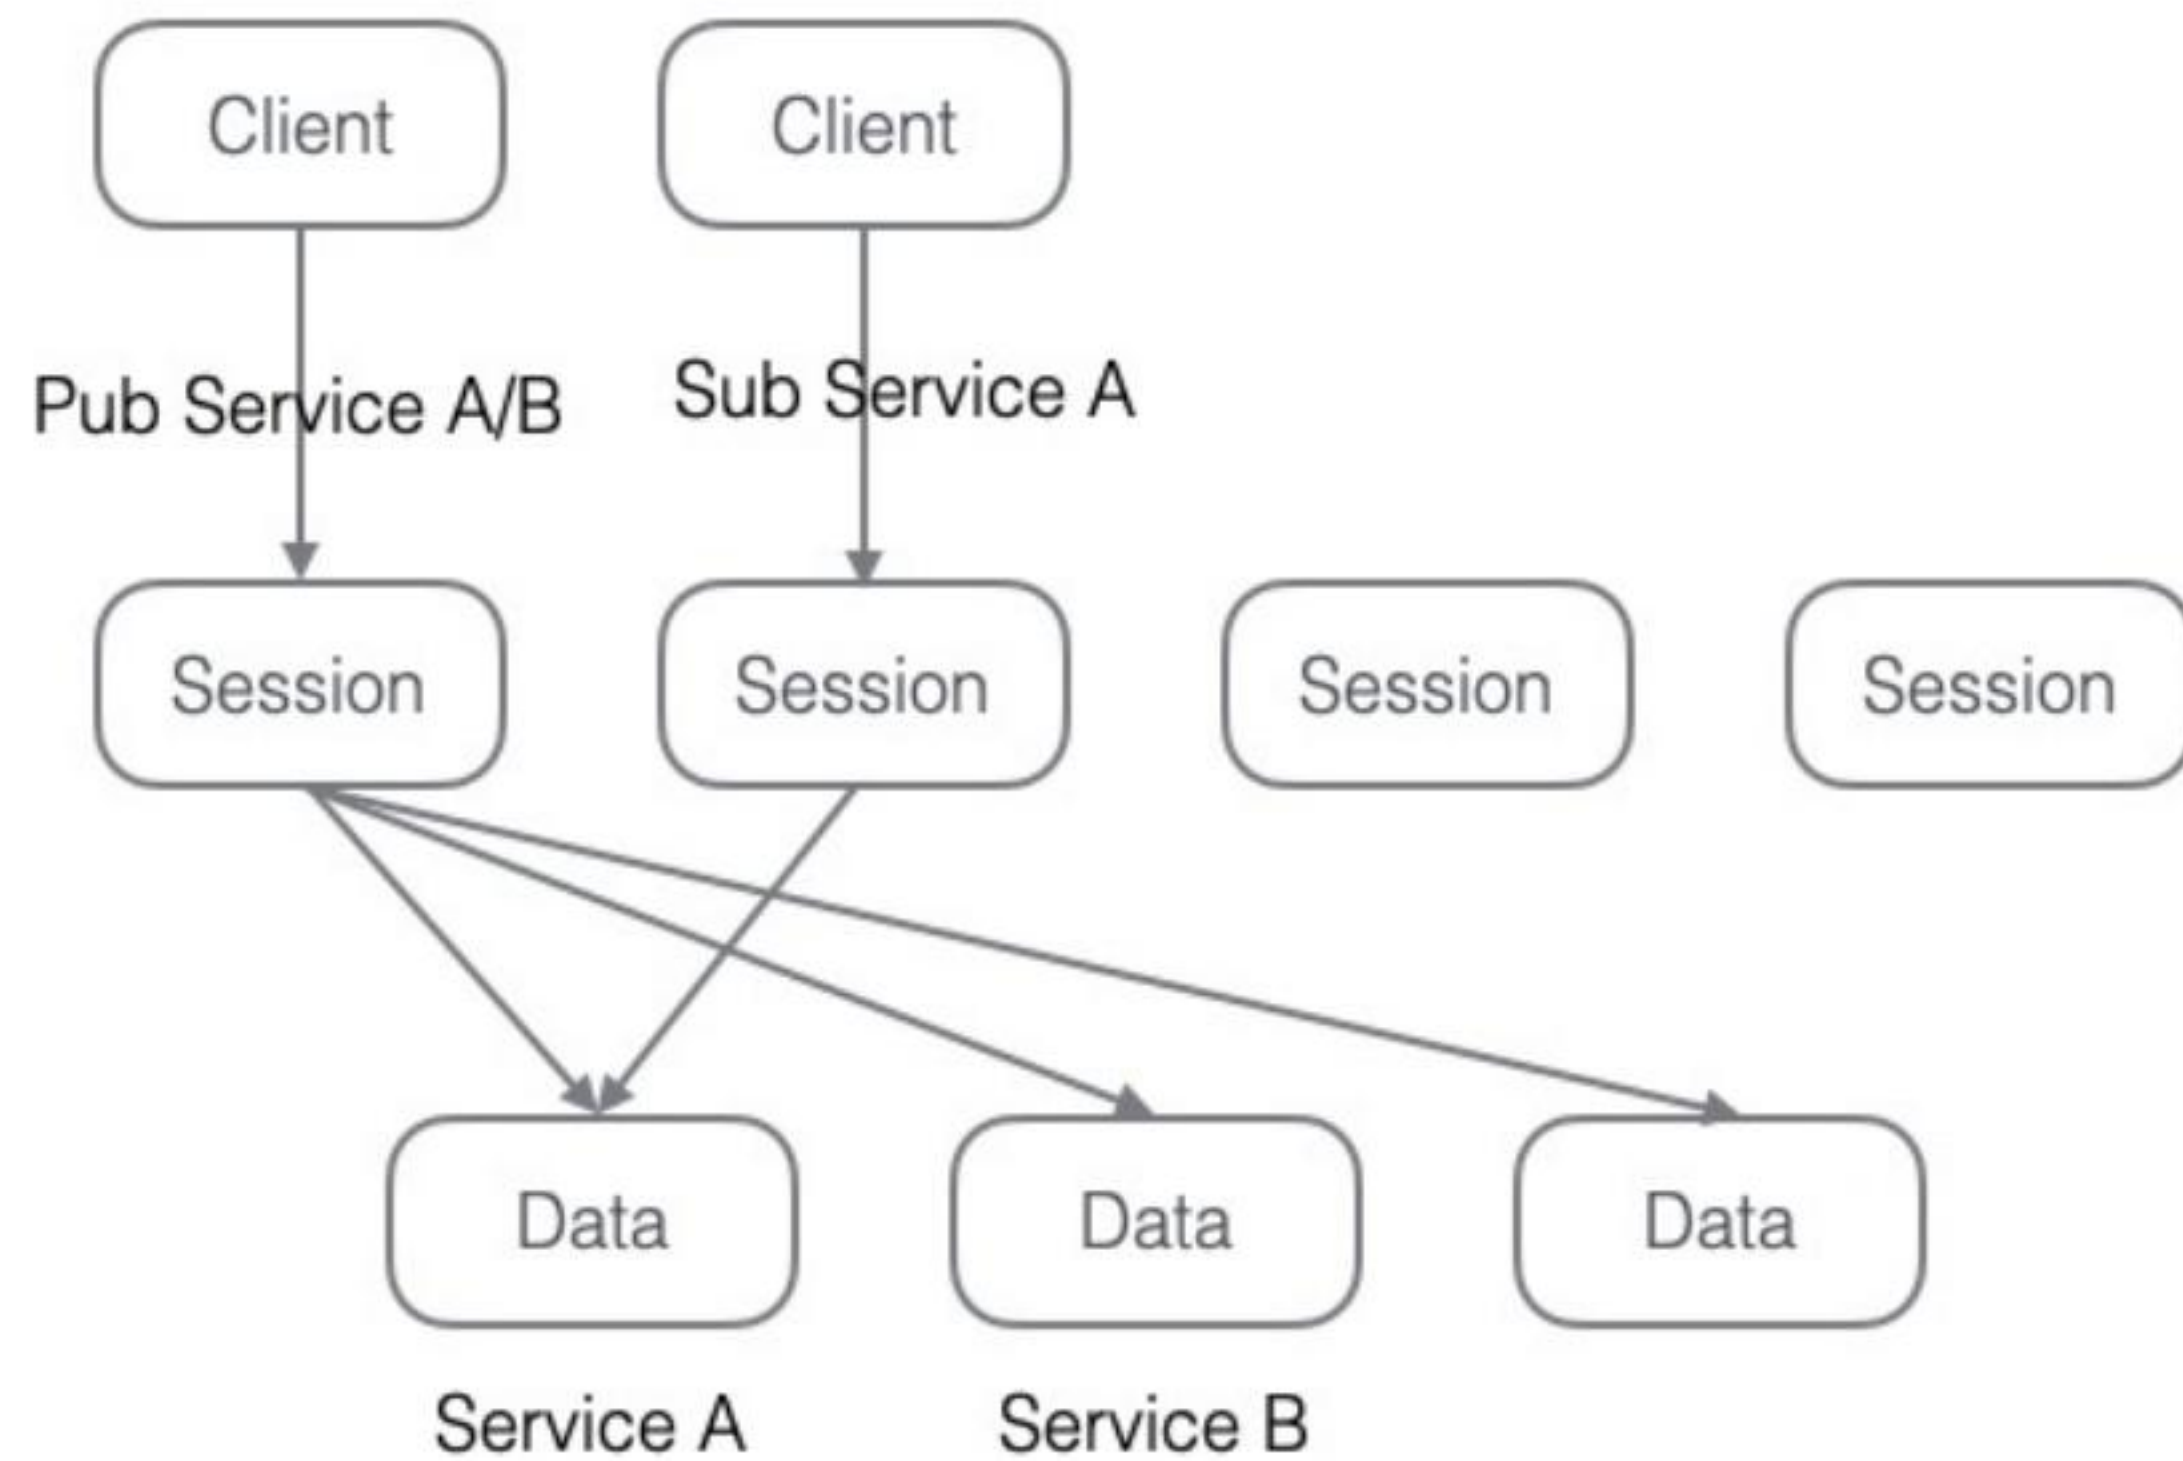 Client
Client
Pub Service A/B
Sub Service A
Session
Session
Session
Session
Data
Data
Data
Service A
Service B